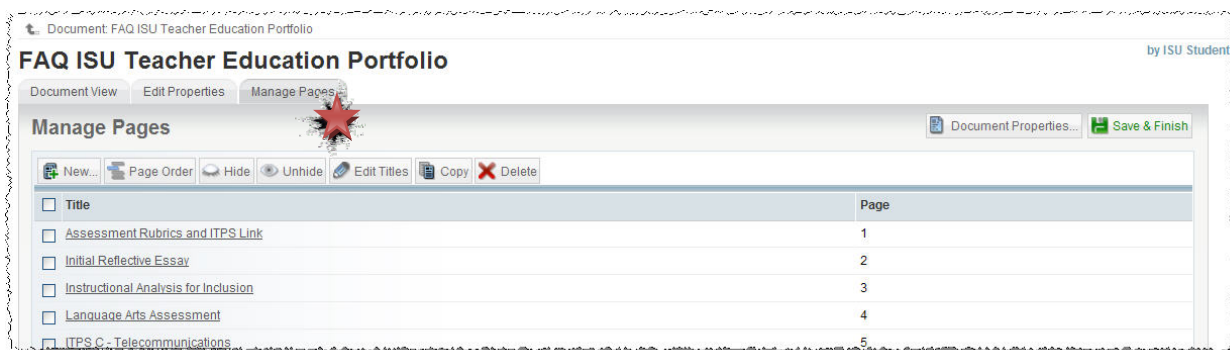 Document: FAQ ISU Teacher Education Portfolio
FAQ ISU Teacher Education Portfolio
by ISU Student
Document View Edit Properties Manage Pages
Manage Pages Document Properties... Save & Finish
New... Page Order Hide Unhide Edit Titles Copy Delete
Title Page
Assessment Rubrics and ITPS Link 1
Initial Reflective Essay 2
Instructional Analysis for Inclusion 3
Language Arts Assessment 4
ITPS C - Telecommunications 5